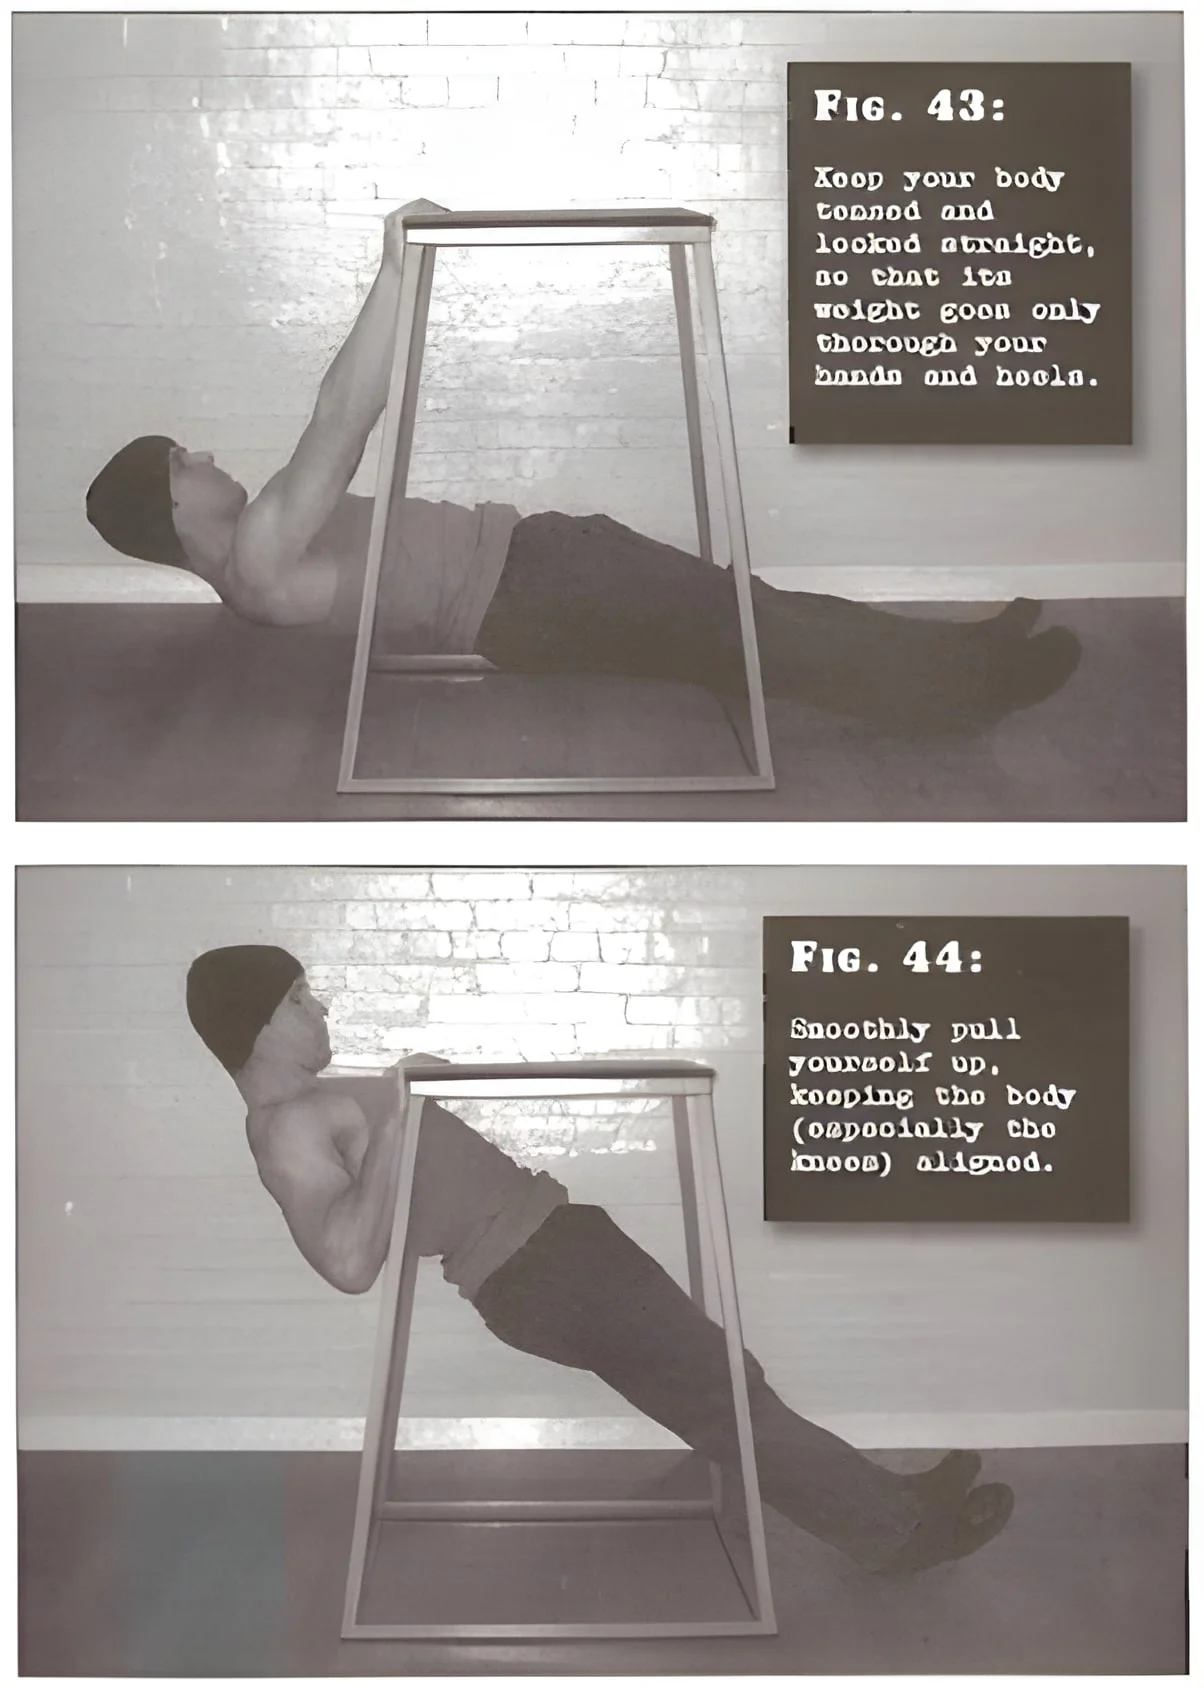 FIG. 43:
Keep your body
tensed and
locked straight,
so that its
weight goes only
thorough your
hands and heels.
FIG. 44:
Smoothly pull
yourself up,
keeping the body
(especially the
knees) aligned.